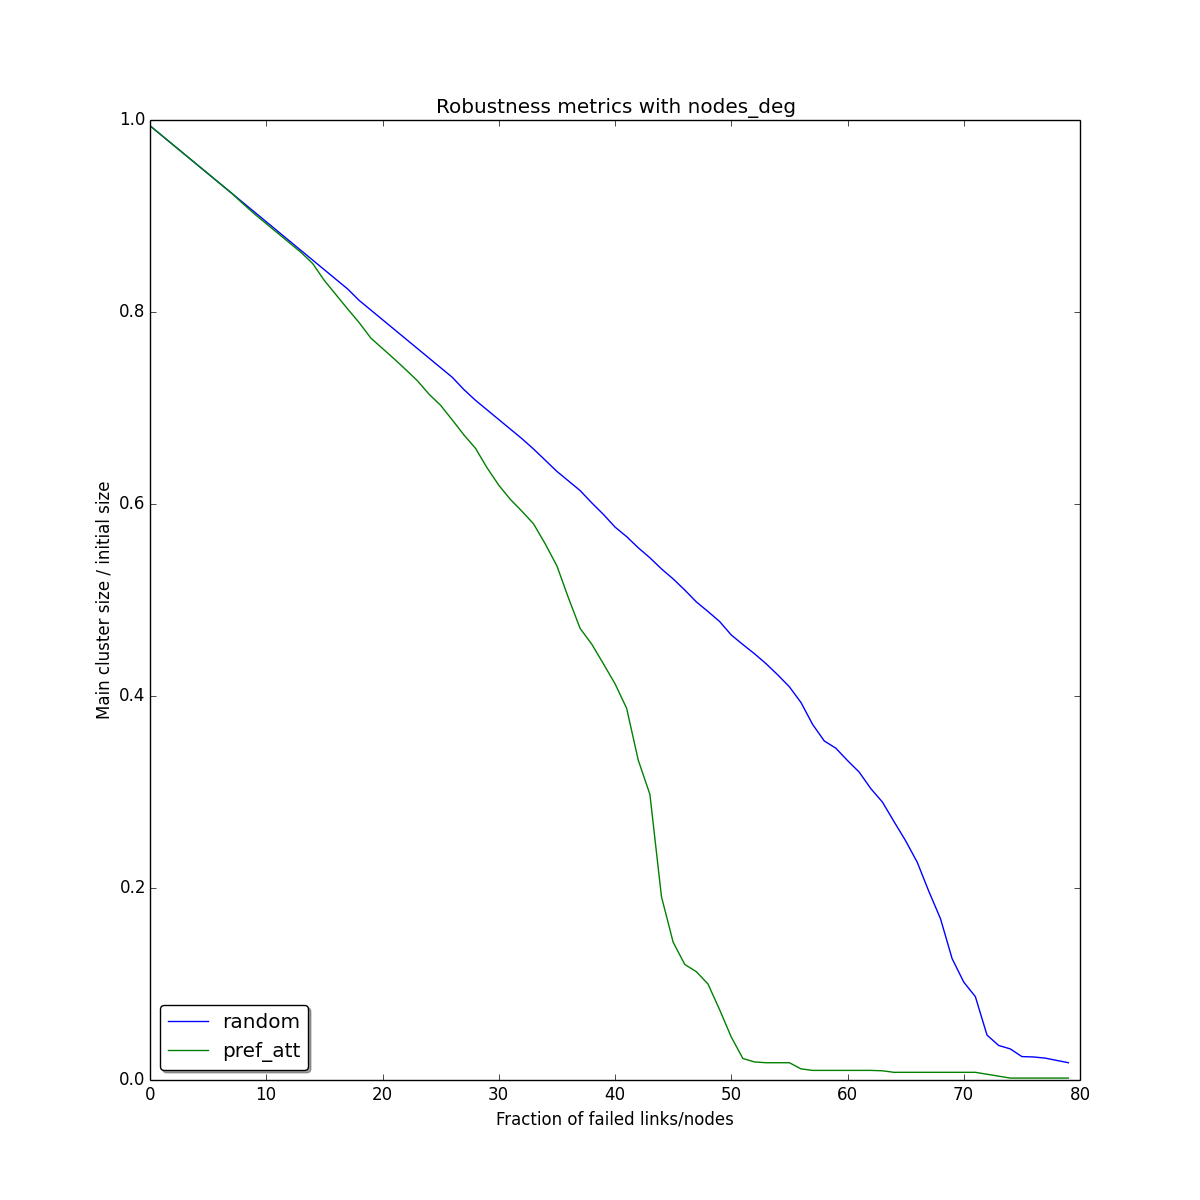 Robustness metrics with nodes_deg
1.0
0.8
0.6
0.4
0.2
0.0
Main cluster size / initial size
random
pref_att
0 10 20 30 40 50 60 70 80
Fraction of failed links/nodes